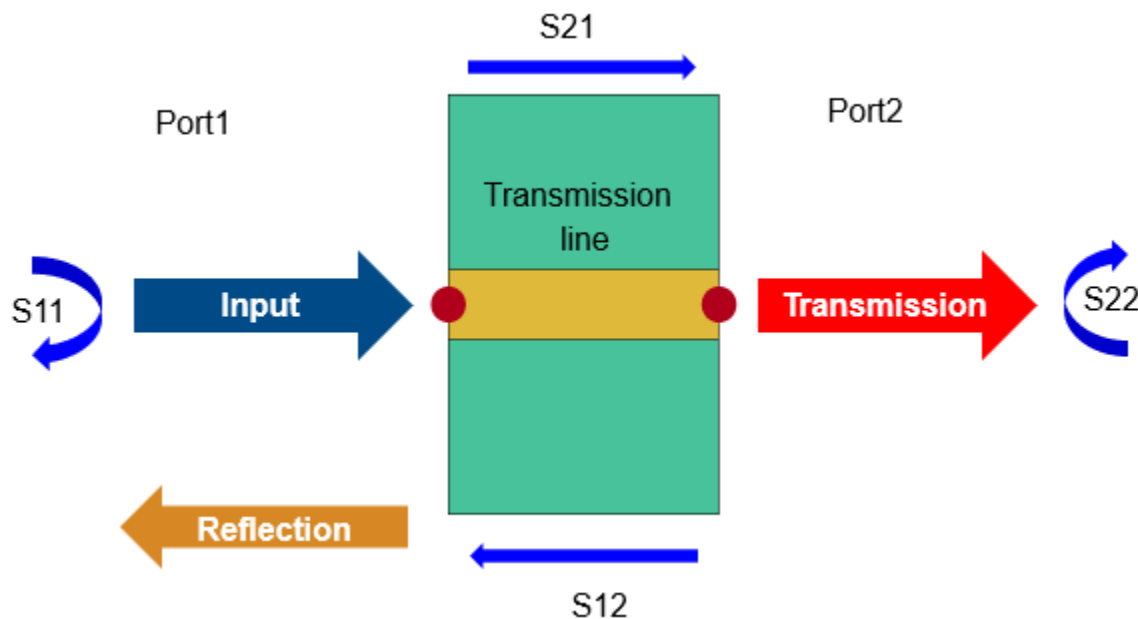 S21
Port1
Port2
Transmission
line
S11
Input
Transmission
S22
Reflection
S12